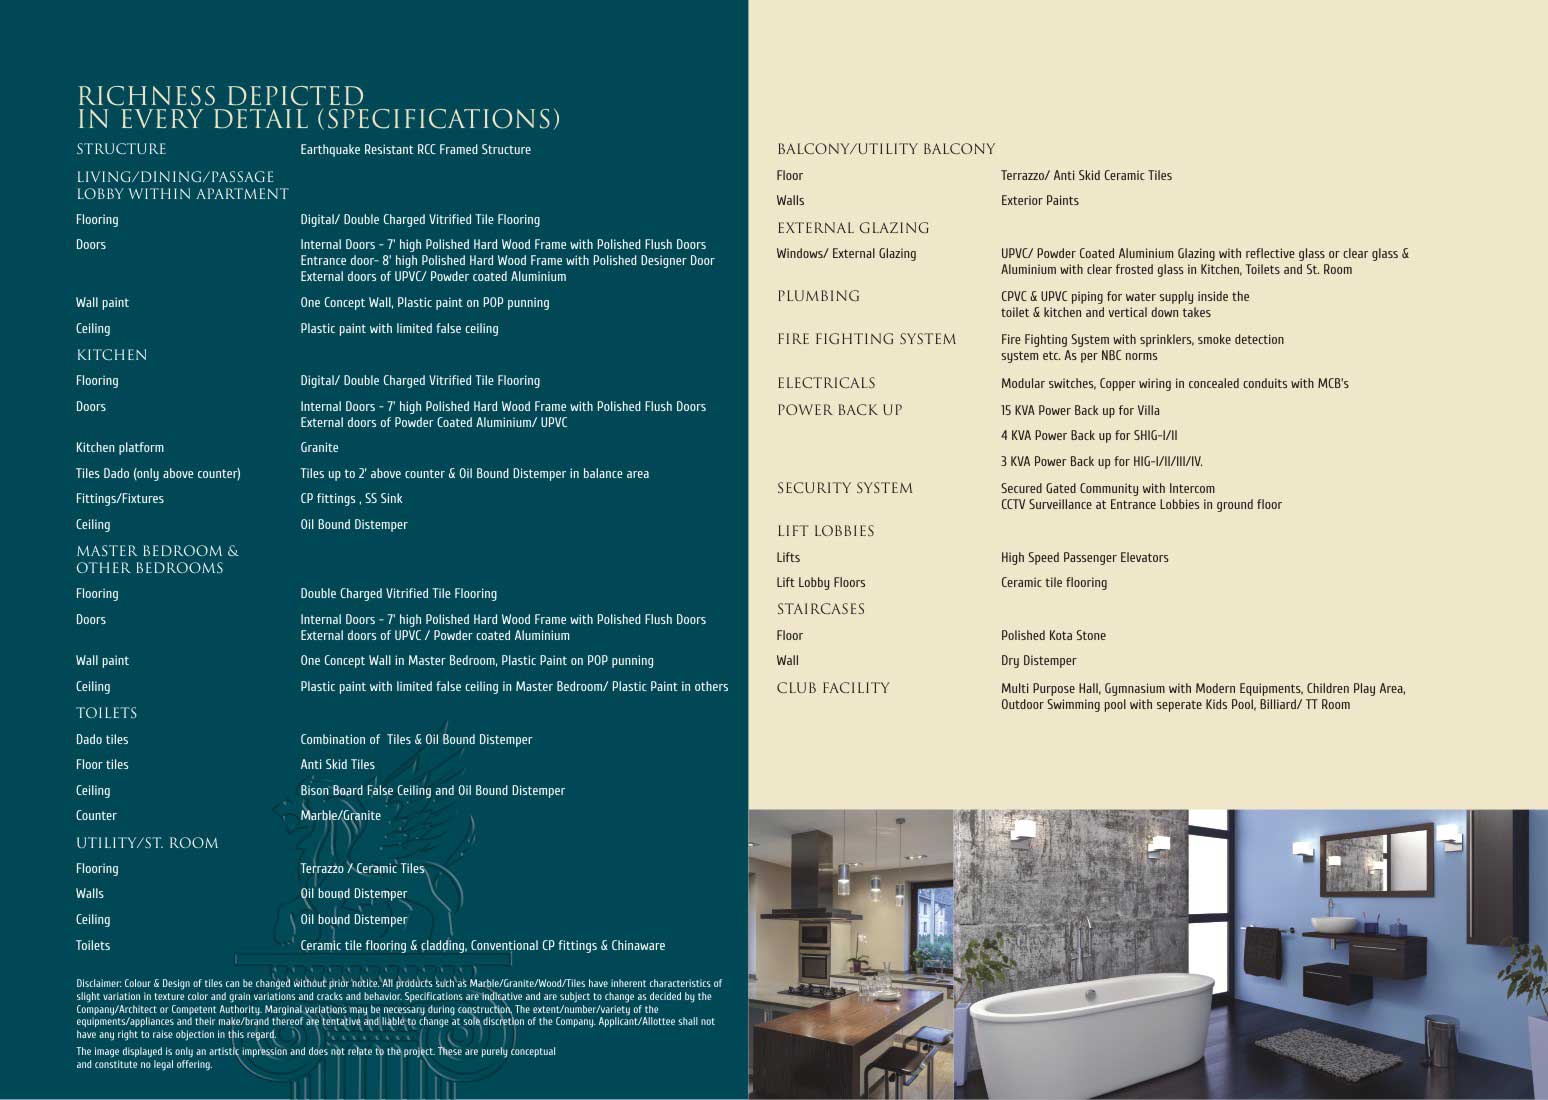 RICHNESS DEPICTED
IN EVERY DETAIL (SPECIFICATIONS)
STRUCTURE Earthquake Resistant RCC Framed Structure
LIVING/DINING/PASSAGE
LOBBY WITHIN APARTMENT
Flooring Digital/ Double Charged Vitrified Tile Flooring
Doors Internal Doors - 7' high Polished Hard Wood Frame with Polished Flush Doors
Entrance door- 8' high Polished Hard Wood Frame with Polished Designer Door
External doors of UPVC/ Powder coated Aluminium
Wall paint One Concept Wall, Plastic paint on POP punning
Ceiling Plastic paint with limited false ceiling
KITCHEN
Flooring Digital/ Double Charged Vitrified Tile Flooring
Doors Internal Doors - 7' high Polished Hard Wood Frame with Polished Flush Doors
External doors of Powder Coated Aluminium/ UPVC
Kitchen platform Granite
Tiles Dado (only above counter) Tiles up to 2' above counter & Oil Bound Distemper in balance area
Fittings/Fixtures CP fittings , SS Sink
Ceiling Oil Bound Distemper
MASTER BEDROOM &
OTHER BEDROOMS
Flooring Double Charged Vitrified Tile Flooring
Doors Internal Doors - 7' high Polished Hard Wood Frame with Polished Flush Doors
External doors of UPVC / Powder coated Aluminium
Wall paint One Concept Wall in Master Bedroom, Plastic Paint on POP punning
Ceiling Plastic paint with limited false ceiling in Master Bedroom/ Plastic Paint in others
TOILETS
Dado tiles Combination of Tiles & Oil Bound Distemper
Floor tiles Anti Skid Tiles
Ceiling Bison Board False Ceiling and Oil Bound Distemper
Counter Marble/Granite
UTILITY/ST. ROOM
Flooring Terrazzo / Ceramic Tiles
Walls Oil bound Distemper
Ceiling Oil bound Distemper
Toilets Ceramic tile flooring & cladding, Conventional CP fittings & Chinaware
Disclaimer: Colour & Design of tiles can be changed without prior notice. All products such as Marble/Granite/Wood/Tiles have inherent characteristics of
slight variation in texture color and grain variations and cracks and behavior. Specifications are indicative and are subject to change as decided by the
Company/Architect or Competent Authority. Marginal variations may be necessary during construction. The extent/number/variety of the
equipments/appliances and their make/brand thereof are tentative and liable to change at sole discretion of the Company. Applicant/Allottee shall not
have any right to raise objection in this regard.
The image displayed is only an artistic impression and does not relate to the project. These are purely conceptual
and constitute no legal offering.
BALCONY/UTILITY BALCONY
Floor Terrazzo/ Anti Skid Ceramic Tiles
Walls Exterior Paints
EXTERNAL GLAZING
Windows/ External Glazing UPVC/ Powder Coated Aluminium Glazing with reflective glass or clear glass &
Aluminium with clear frosted glass in Kitchen, Toilets and St. Room
PLUMBING CPVC & UPVC piping for water supply inside the
toilet & kitchen and vertical down takes
FIRE FIGHTING SYSTEM Fire Fighting System with sprinklers, smoke detection
system etc. As per NBC norms
ELECTRICALS Modular switches, Copper wiring in concealed conduits with MCB's
POWER BACK UP 15 KVA Power Back up for Villa
4 KVA Power Back up for SHIG-I/II
3 KVA Power Back up for HIG-I/II/III/IV.
SECURITY SYSTEM Secured Gated Community with Intercom
CCTV Surveillance at Entrance Lobbies in ground floor
LIFT LOBBIES
Lifts High Speed Passenger Elevators
Lift Lobby Floors Ceramic tile flooring
STAIRCASES
Floor Polished Kota Stone
Wall Dry Distemper
CLUB FACILITY Multi Purpose Hall, Gymnasium with Modern Equipments, Children Play Area,
Outdoor Swimming pool with seperate Kids Pool, Billiard/ TT Room